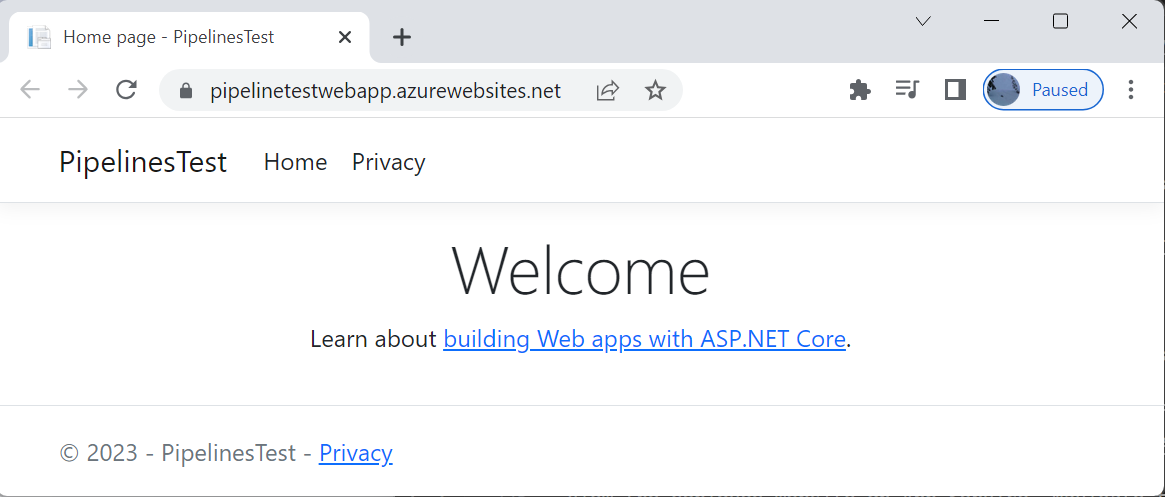 Home page - PipelinesTest
pipelinetestwebapp.azurewebsites.net
Paused
PipelinesTest Home Privacy
Welcome
Learn about building Web apps with ASP.NET Core.
© 2023 - PipelinesTest - Privacy